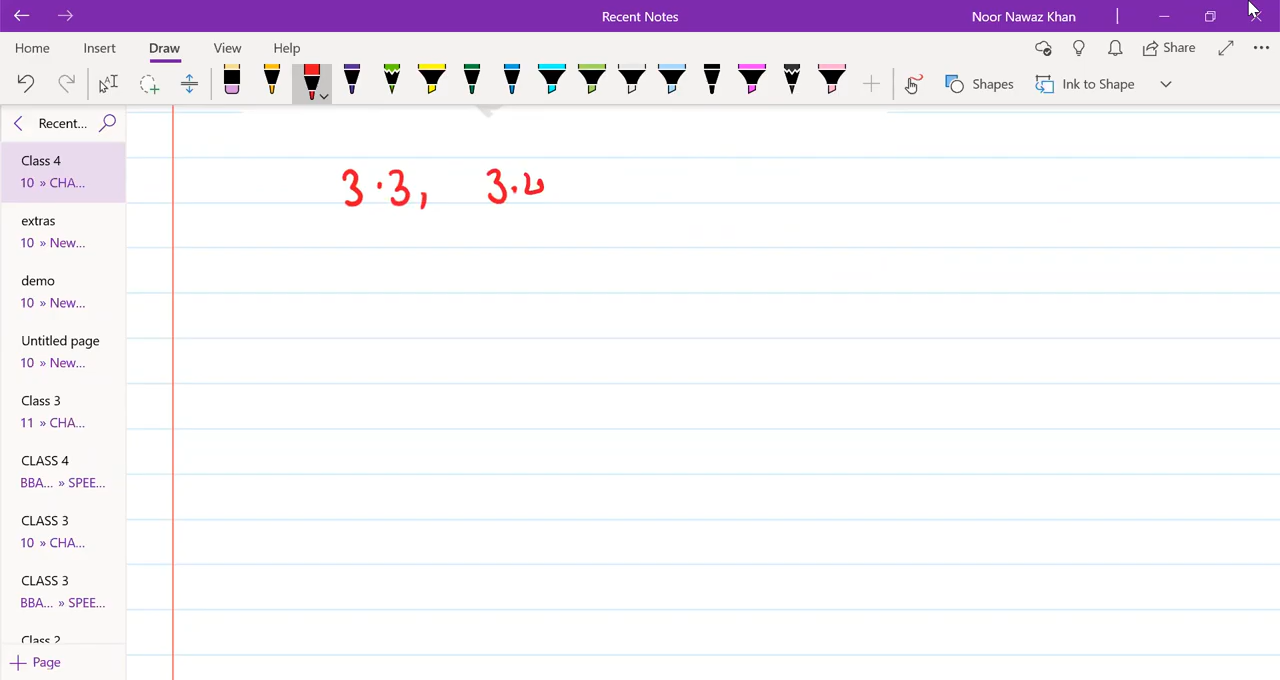 Recent Notes
Noor Nawaz Khan
Home Insert Draw View Help
Share
Shapes
Ink to Shape
Recent...
Class 4
10 » CHA...
extras
10 » New...
demo
10 » New...
Untitled page
10 » New...
Class 3
11 » CHA...
CLASS 4
BBA... » SPEE...
CLASS 3
10 » CHA...
CLASS 3
BBA... » SPEE...
Class 2
Page
3.3, 3.4